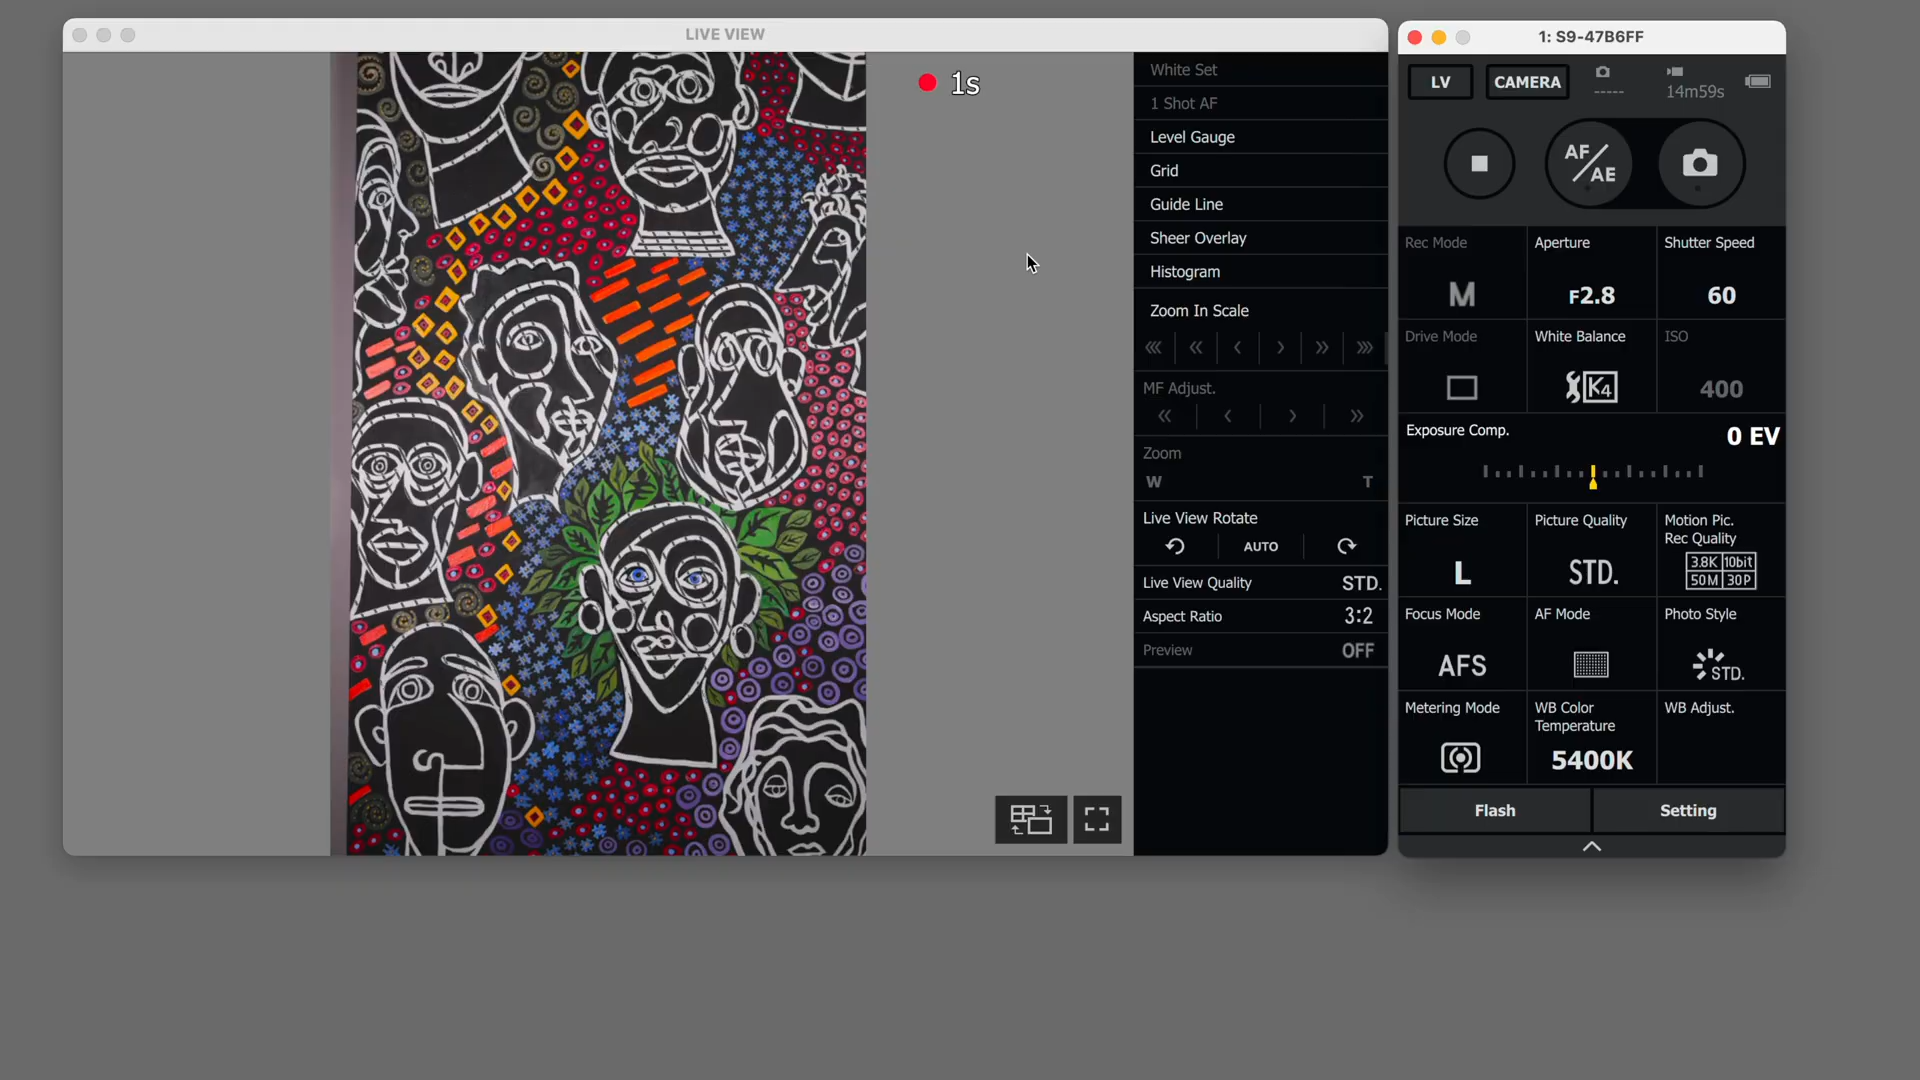 LIVE VIEW
1s
White Set
1 Shot AF
Level Gauge
Grid
Guide Line
Sheer Overlay
Histogram
Zoom In Scale
MF Adjust.
Zoom
W T
Live View Rotate
AUTO
Live View Quality STD.
Aspect Ratio 3:2
Preview OFF
1: S9-47B6FF
LV CAMERA ----- 14m59s
AF/AE
Rec Mode Aperture Shutter Speed
M F2.8 60
Drive Mode White Balance ISO
K4 400
Exposure Comp. 0 EV
Picture Size Picture Quality Motion Pic.
Rec Quality
L STD. 3.8K 10bit
50M 30P
Focus Mode AF Mode Photo Style
AFS STD.
Metering Mode WB Color
Temperature WB Adjust.
5400K
Flash Setting